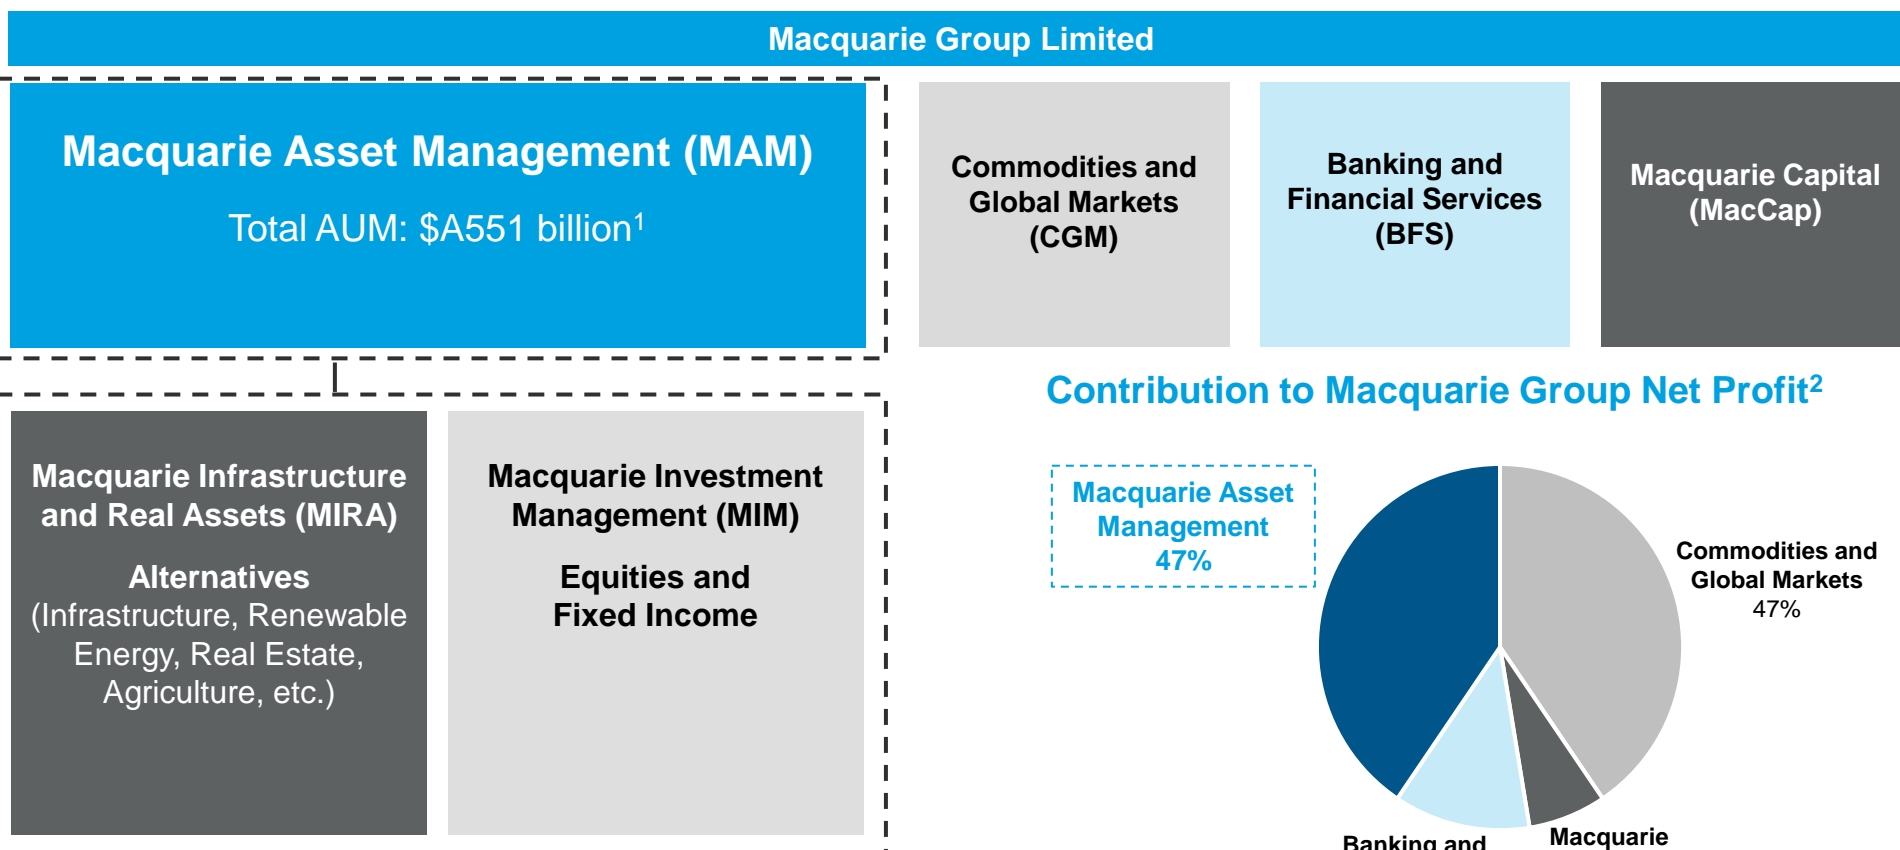 Macquarie Group Limited
Macquarie Asset Management (MAM)
Total AUM: $A551 billion¹
Commodities and
Global Markets
(CGM)
Banking and
Financial Services
(BFS)
Macquarie Capital
(MacCap)
Macquarie Infrastructure
and Real Assets (MIRA)
Alternatives
(Infrastructure, Renewable
Energy, Real Estate,
Agriculture, etc.)
Macquarie Investment
Management (MIM)
Equities and
Fixed Income
Contribution to Macquarie Group Net Profit²
Macquarie Asset
Management
47%
Commodities and
Global Markets
47%
Banking and
Macquarie